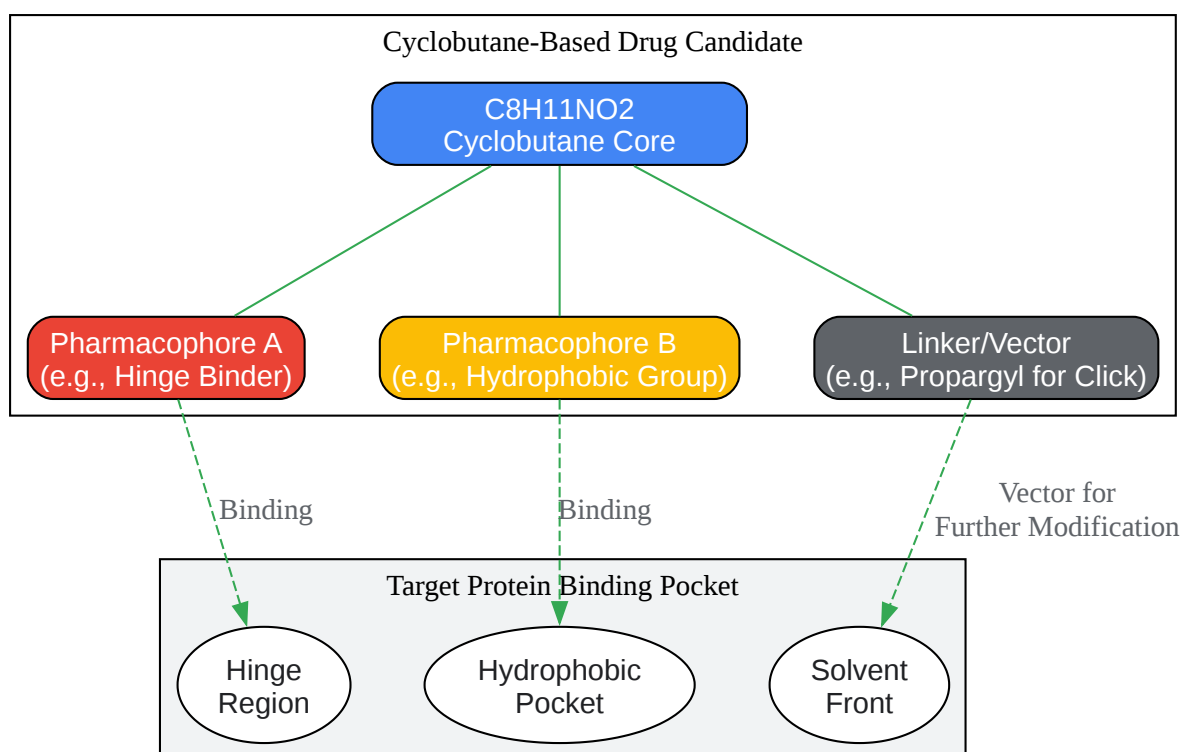 Cyclobutane-Based Drug Candidate
C8H11NO2
Cyclobutane Core
Pharmacophore A
(e.g., Hinge Binder)
Pharmacophore B
(e.g., Hydrophobic Group)
Linker/Vector
(e.g., Propargyl for Click)
Binding
Binding
Vector for
Further Modification
Target Protein Binding Pocket
Hinge
Region
Hydrophobic
Pocket
Solvent
Front